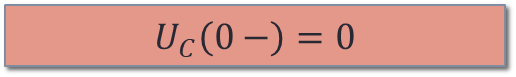 U_C(0 −) = 0